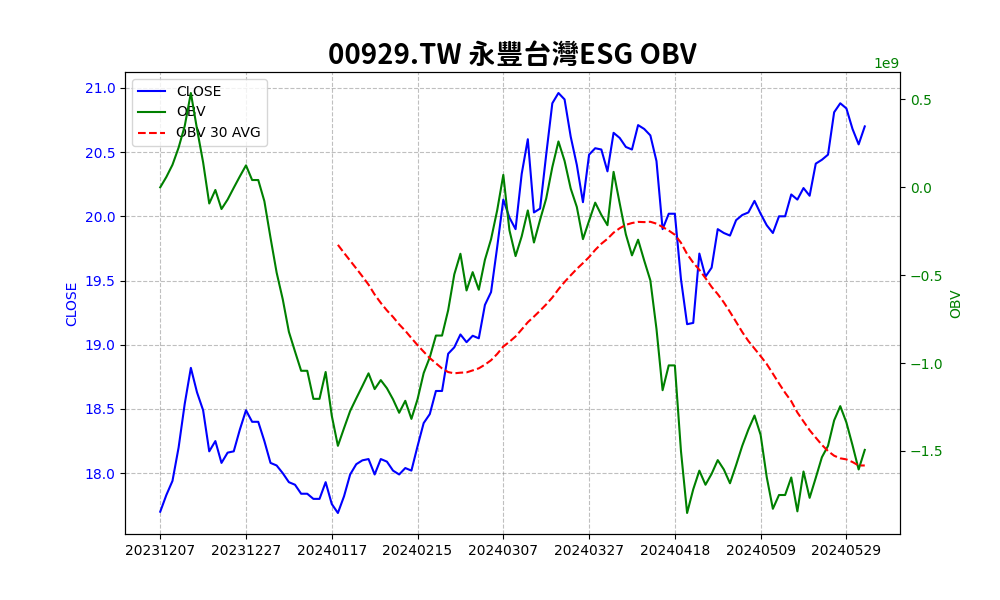 00929.TW 永豐台灣ESG OBV
1e9
CLOSE
OBV
OBV 30 AVG
21.0
20.5
20.0
19.5
19.0
18.5
18.0
CLOSE
0.5
0.0
−0.5
−1.0
−1.5
OBV
20231207 20231227 20240117 20240215 20240307 20240327 20240418 20240509 20240529